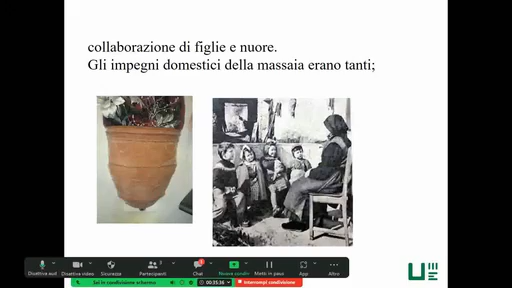 collaborazione di figlie e nuore.
Gli impegni domestici della massaia erano tanti;
Disattiva aud
Disattiva video
Sicurezza
Partecipanti
Chat
Nuova condiv
Metti in pausa
App
Sei in condivisione schermo
00:35:36
Interrompi condivisione